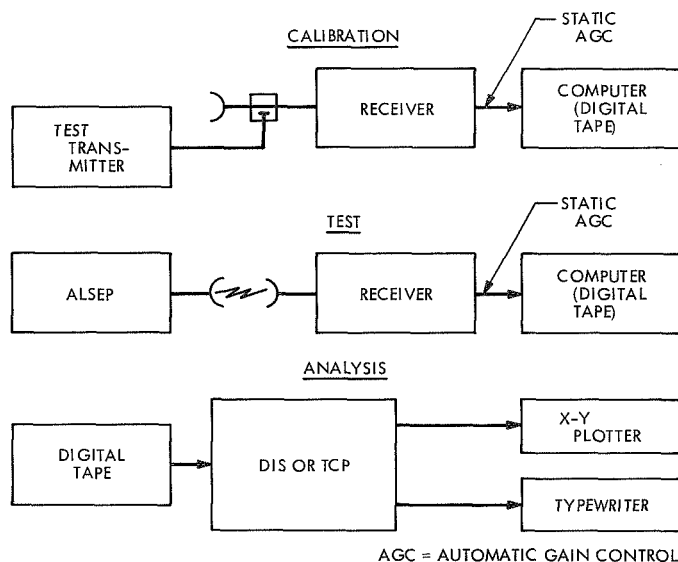 CALIBRATION
STATIC
AGC
TEST
TRANS-
MITTER
RECEIVER
COMPUTER
(DIGITAL
TAPE)
TEST
STATIC
AGC
ALSEP
RECEIVER
COMPUTER
(DIGITAL
TAPE)
ANALYSIS
DIGITAL
TAPE
DIS OR TCP
X-Y
PLOTTER
TYPEWRITER
AGC = AUTOMATIC GAIN CONTROL